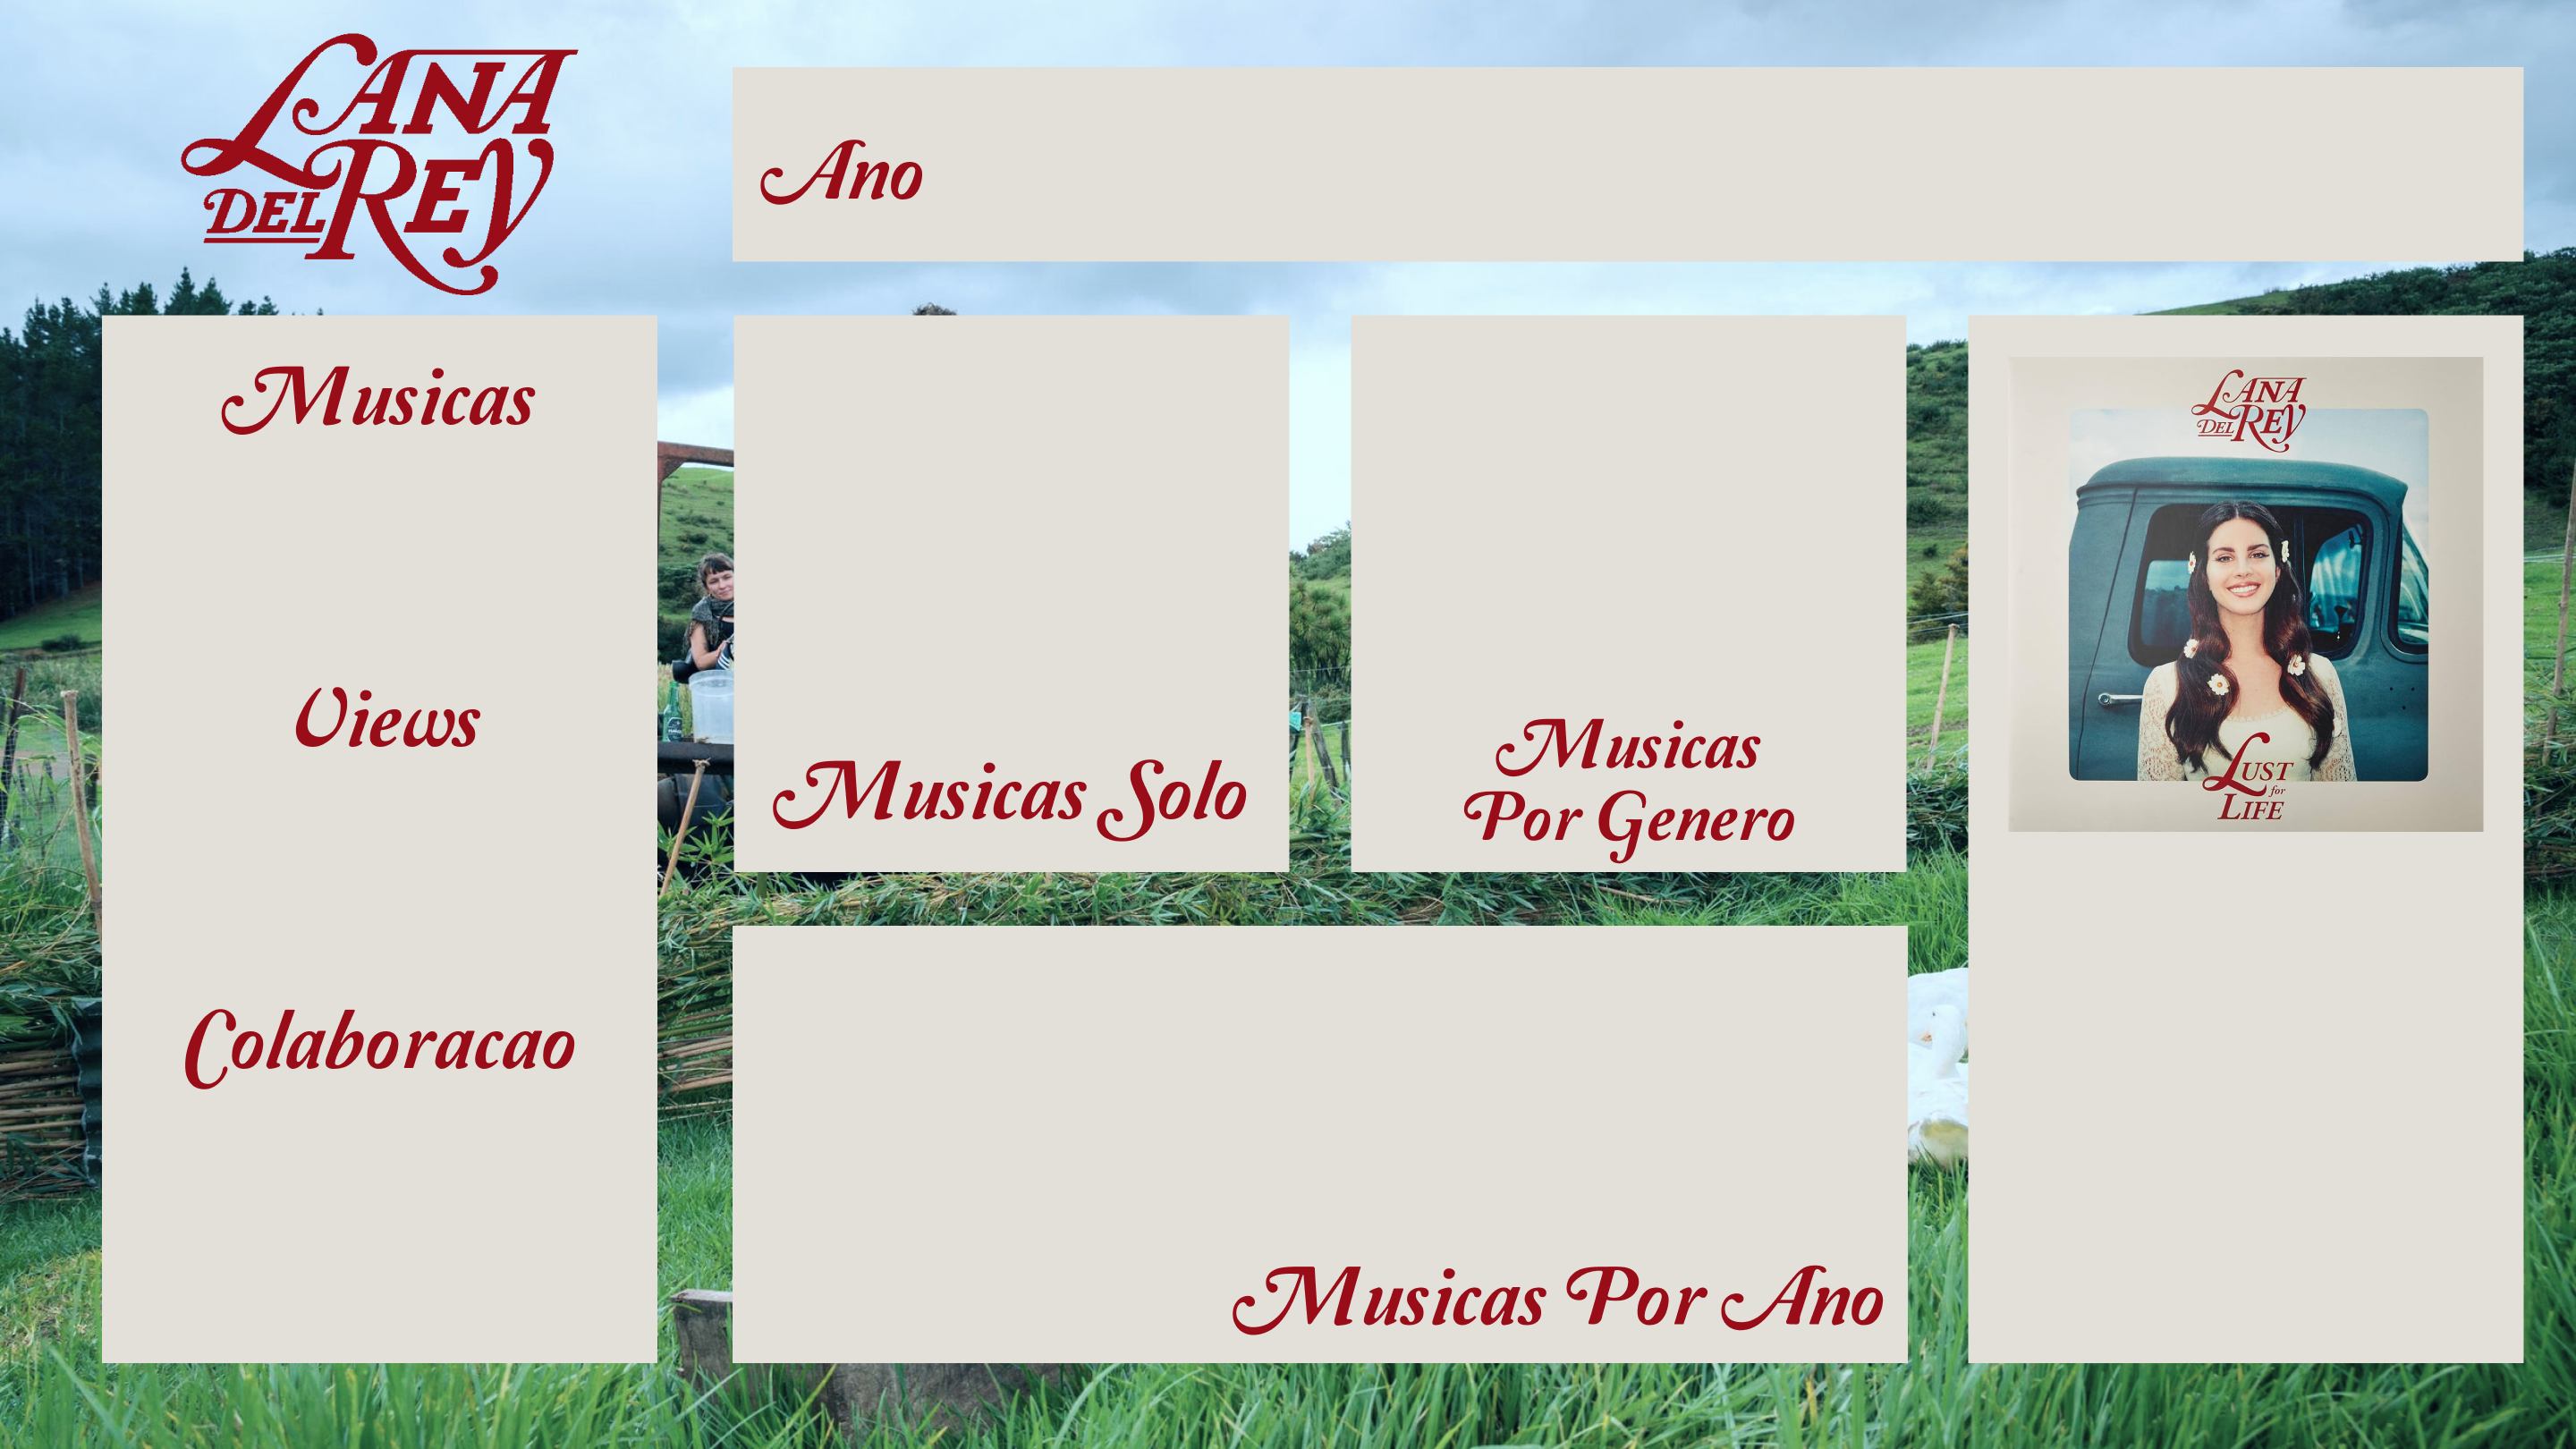 LANA
DEL REY
Ano
Musicas
Views
Colaboracao
Musicas Solo
Musicas
Por Genero
LANA
DEL REY
LUST
for
LIFE
Musicas Por Ano